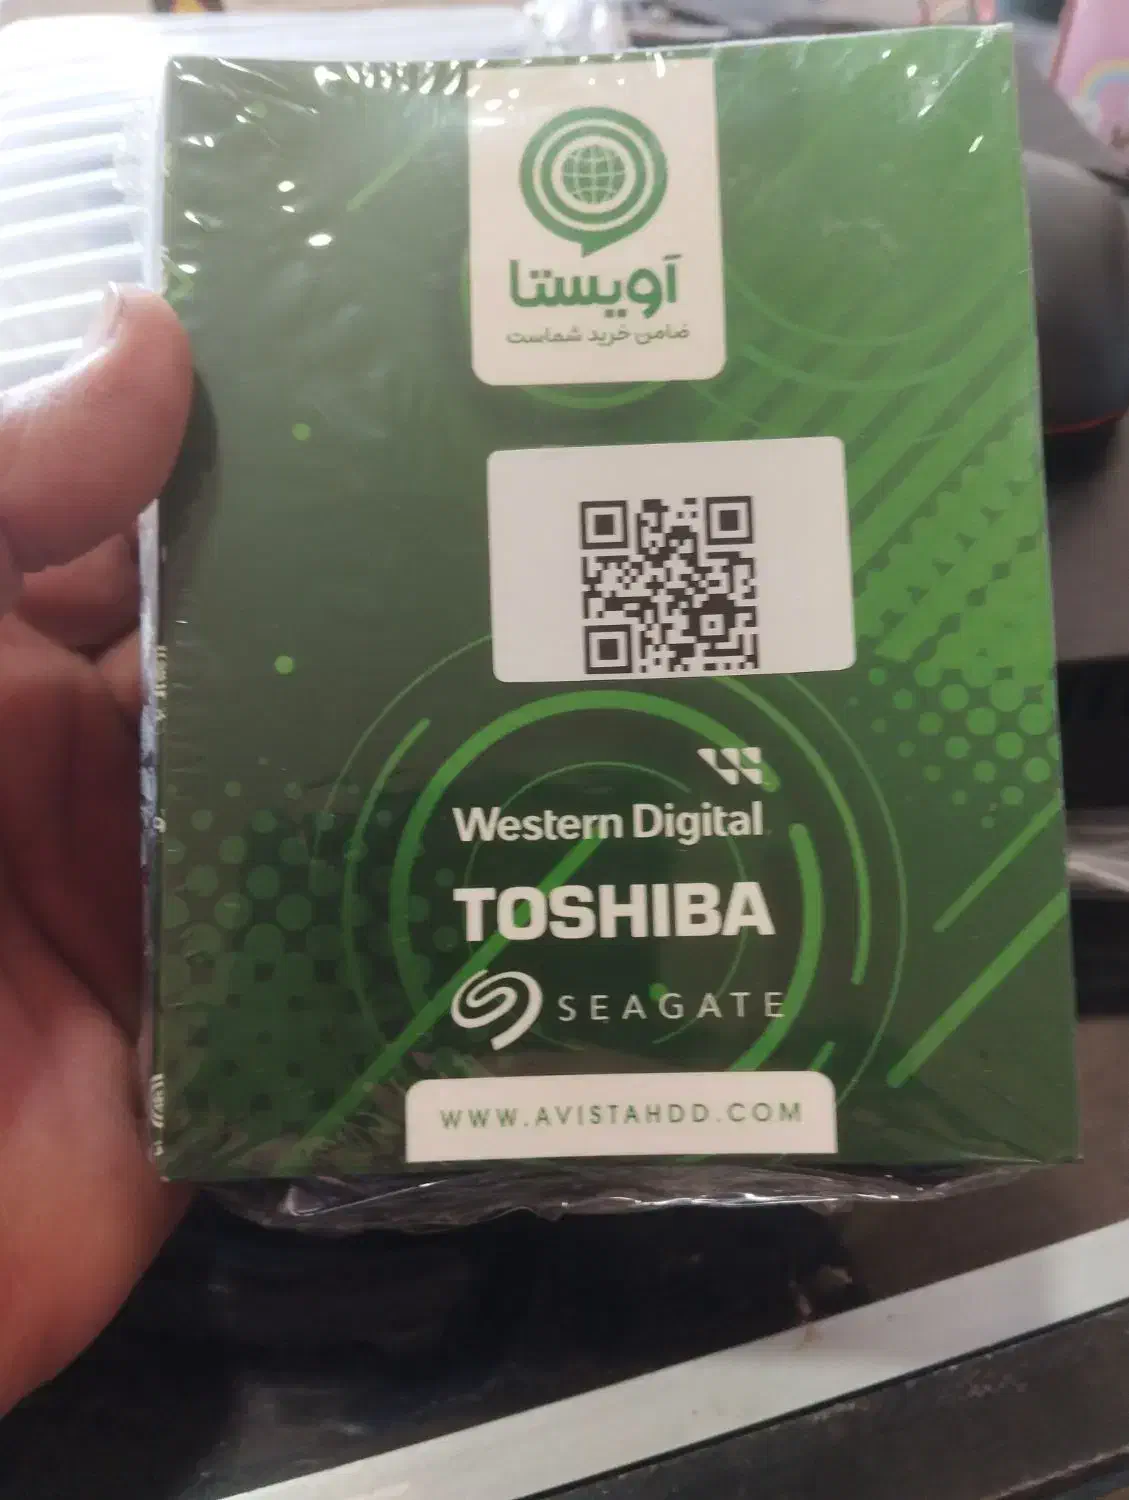 آویستا
ضامن خرید شماست
Western Digital
TOSHIBA
SEAGATE
WWW.AVISTAHDD.COM